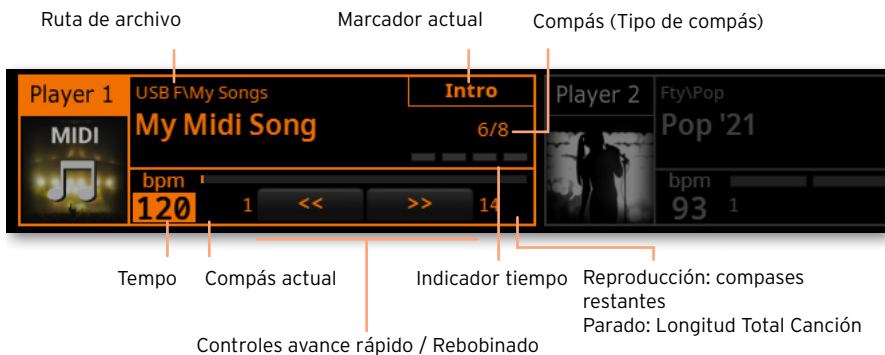 Ruta de archivo
Marcador actual
Compás (Tipo de compás)
Player 1
USB F\My Songs
Intro
Player 2
Fty\Pop
MIDI
My Midi Song
6/8
Pop '21
bpm
120
1
<<
>>
14
bpm
93
1
Tempo
Compás actual
Indicador tiempo
Reproducción: compases
restantes
Parado: Longitud Total Canción
Controles avance rápido / Rebobinado